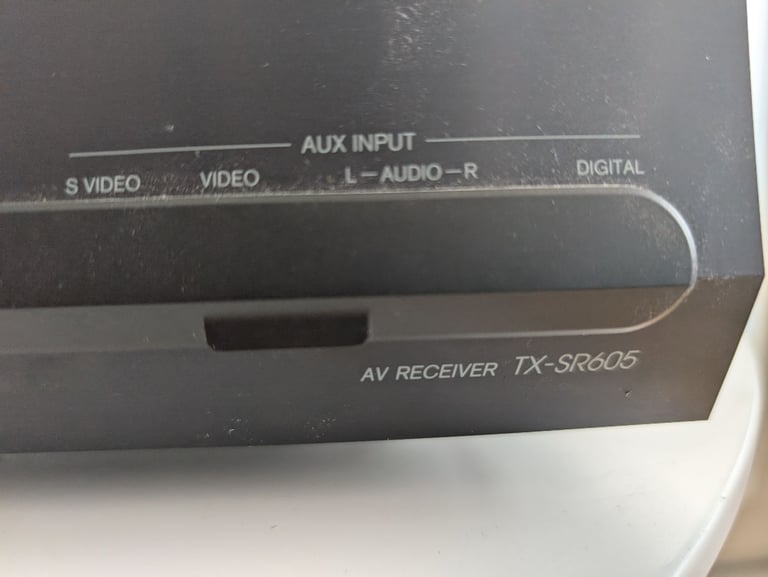 AUX INPUT
S VIDEO VIDEO L-AUDIO-R DIGITAL
AV RECEIVER TX-SR605